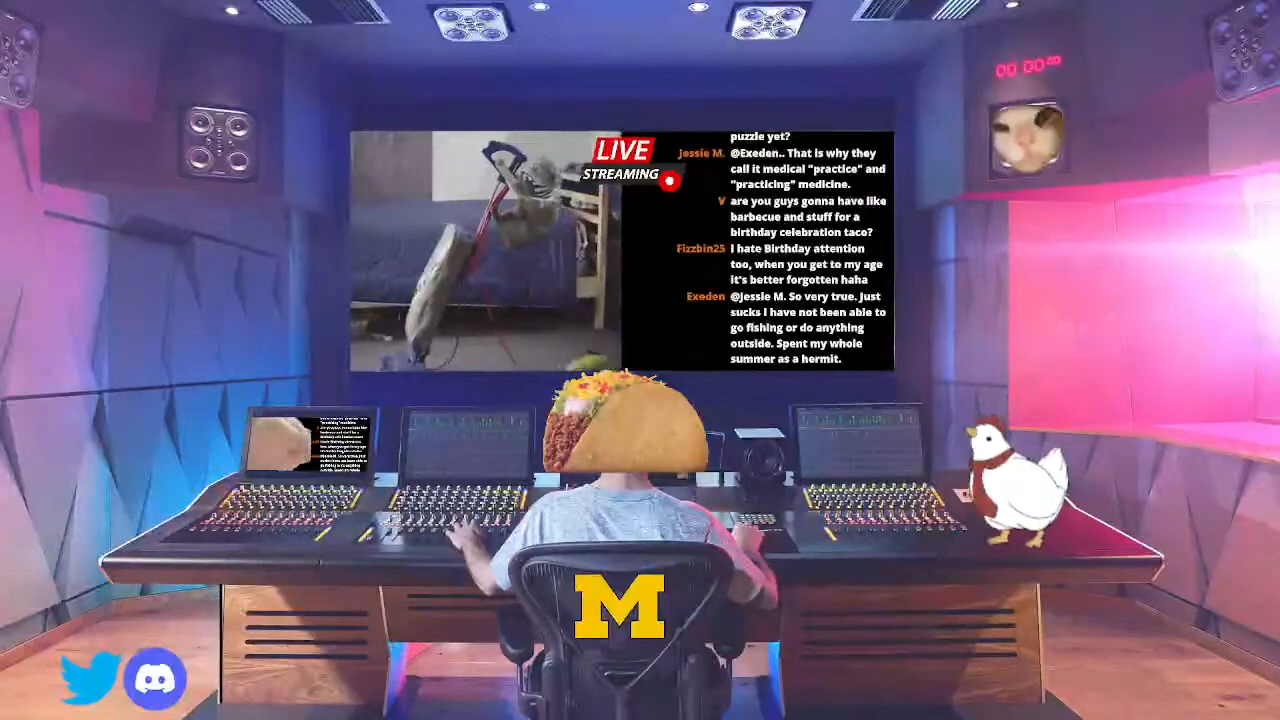 00 00 00
LIVE
STREAMING
puzzle yet?
Jessie M. @Exeden.. That is why they
call it medical "practice" and
"practicing" medicine.
V are you guys gonna have like
barbecue and stuff for a
birthday celebration taco?
Fizzbin25 I hate Birthday attention
too, when you get to my age
it's better forgotten haha
Exeden @Jessie M. So very true. Just
sucks I have not been able to
go fishing or do anything
outside. Spent my whole
summer as a hermit.
M